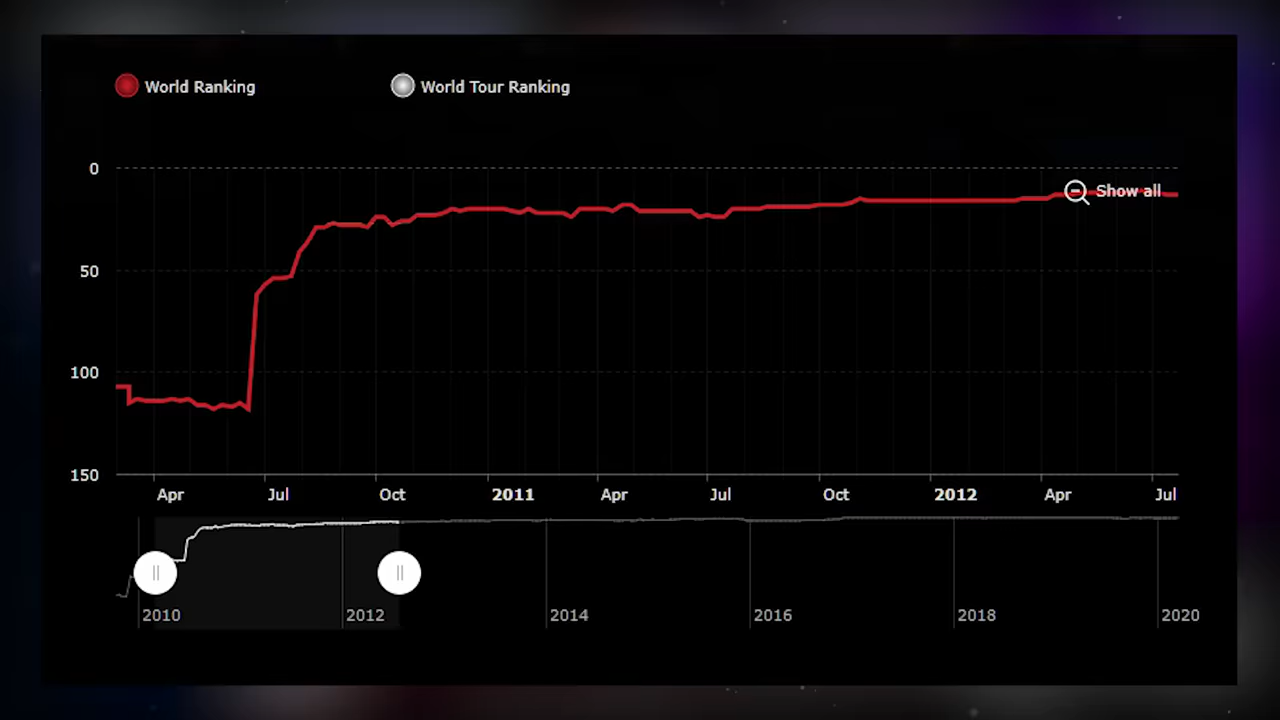 World Ranking World Tour Ranking
0
Show all
50
100
150
Apr Jul Oct 2011 Apr Jul Oct 2012 Apr Jul
2010 2012 2014 2016 2018 2020